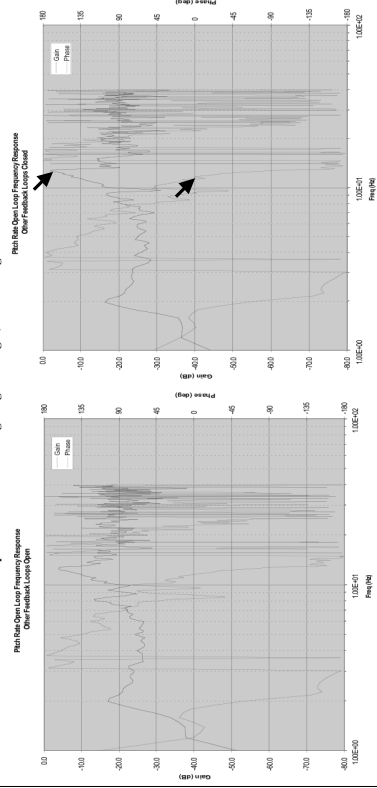 Pitch Rate Open Loop Frequency Response
Other Feedback Loops Open
Gain
Phase
0.0
-10.0
-20.0
-30.0
-40.0
-50.0
-60.0
-70.0
-80.0
Gain (dB)
180
135
90
45
0
-45
-90
-135
-180
Phase (deg)
1.00E+00
1.00E+01
1.00E+02
Freq (Hz)
Pitch Rate Open Loop Frequency Response
Other Feedback Loops Closed
Gain
Phase
0.0
-10.0
-20.0
-30.0
-40.0
-50.0
-60.0
-70.0
-80.0
Gain (dB)
180
135
90
45
0
-45
-90
-135
-180
Phase (deg)
1.00E+00
1.00E+01
1.00E+02
Freq (Hz)